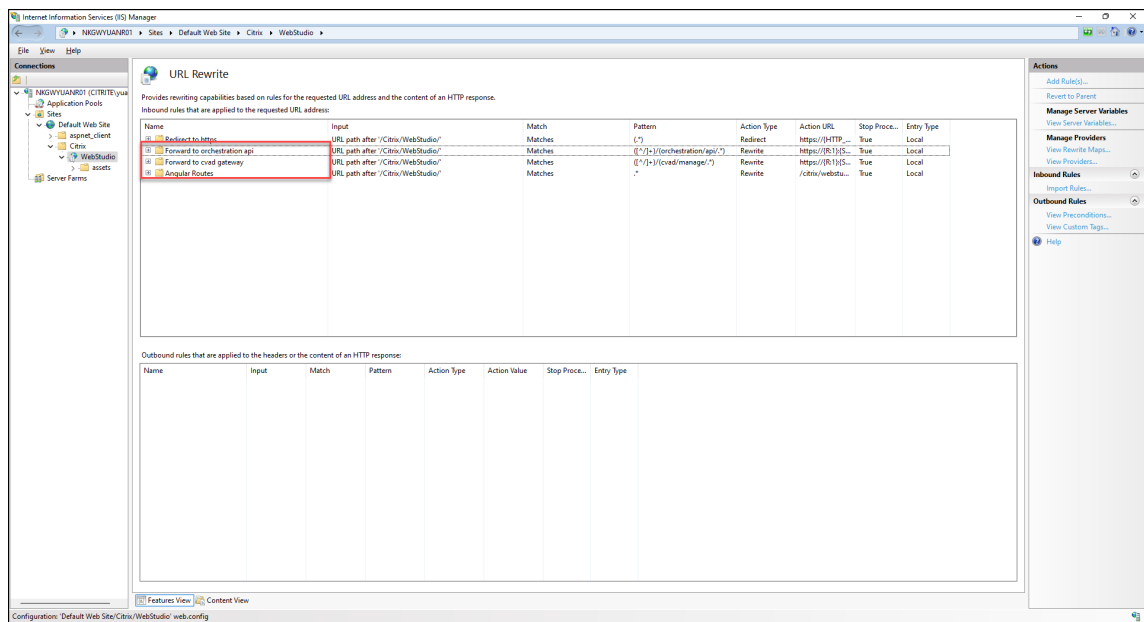 Internet Information Services (IIS) Manager
NKGWYUANR01 Sites Default Web Site Citrix WebStudio
File View Help
Connections
NKGWYUANR01 (CITRITE\yua
Application Pools
Sites
Default Web Site
aspnet_client
Citrix
WebStudio
assets
Server Farms
URL Rewrite
Provides rewriting capabilities based on rules for the requested URL address and the content of an HTTP response.
Inbound rules that are applied to the requested URL address:
Name Input Match Pattern Action Type Action URL Stop Proce... Entry Type
Redirect to https URL path after '/Citrix/WebStudio/' Matches (.*) Redirect https://{HTTP_... True Local
Forward to orchestration api URL path after '/Citrix/WebStudio/' Matches ([^/]+)/(orchestration/api/.*) Rewrite https://{R:1}:{S... True Local
Forward to cvad gateway URL path after '/Citrix/WebStudio/' Matches ([^/]+)/(cvad/manage/.*) Rewrite https://{R:1}:{S... True Local
Angular Routes URL path after '/Citrix/WebStudio/' Matches .* Rewrite /citrix/webstu... True Local
Outbound rules that are applied to the headers or the content of an HTTP response:
Name Input Match Pattern Action Type Action Value Stop Proce... Entry Type
Features View Content View
Actions
Add Rule(s)...
Revert to Parent
Manage Server Variables
View Server Variables...
Manage Providers
View Rewrite Maps...
View Providers...
Inbound Rules
Import Rules...
Outbound Rules
View Preconditions...
View Custom Tags...
Help
Configuration: 'Default Web Site/Citrix/WebStudio' web.config